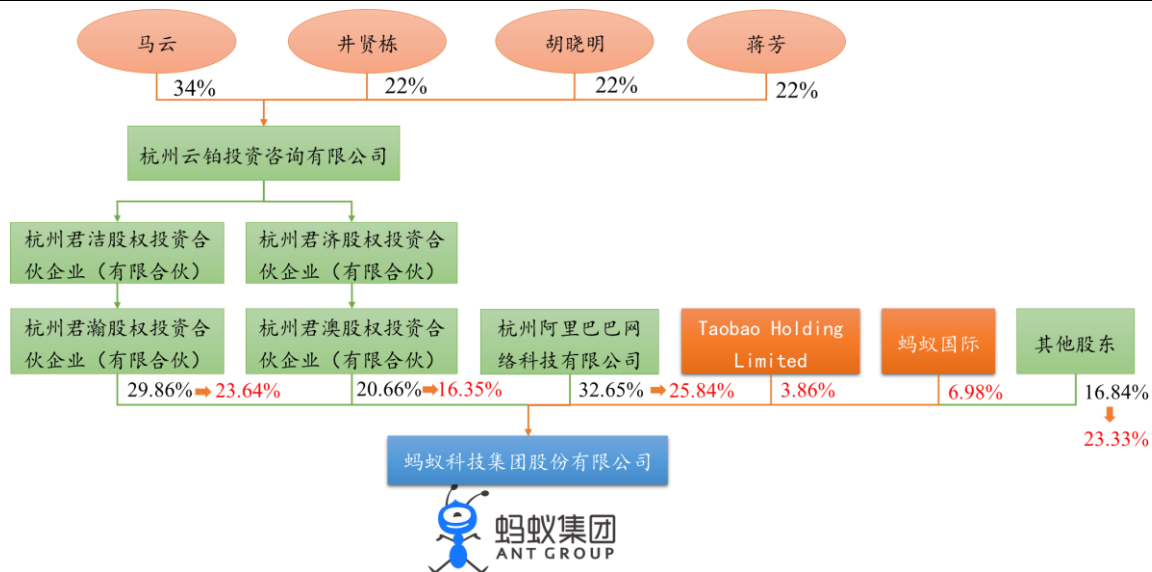 马云
井贤栋
胡晓明
蒋芳
34%
22%
22%
22%
杭州云铂投资咨询有限公司
杭州君洁股权投资合
伙企业（有限合伙）
杭州君济股权投资合
伙企业（有限合伙）
杭州君瀚股权投资合
伙企业（有限合伙）
杭州君澳股权投资合
伙企业（有限合伙）
杭州阿里巴巴网
络科技有限公司
Taobao Holding
Limited
蚂蚁国际
其他股东
29.86%
23.64%
20.66%
16.35%
32.65%
25.84%
3.86%
6.98%
16.84%
23.33%
蚂蚁科技集团股份有限公司
蚂蚁集团
ANT GROUP